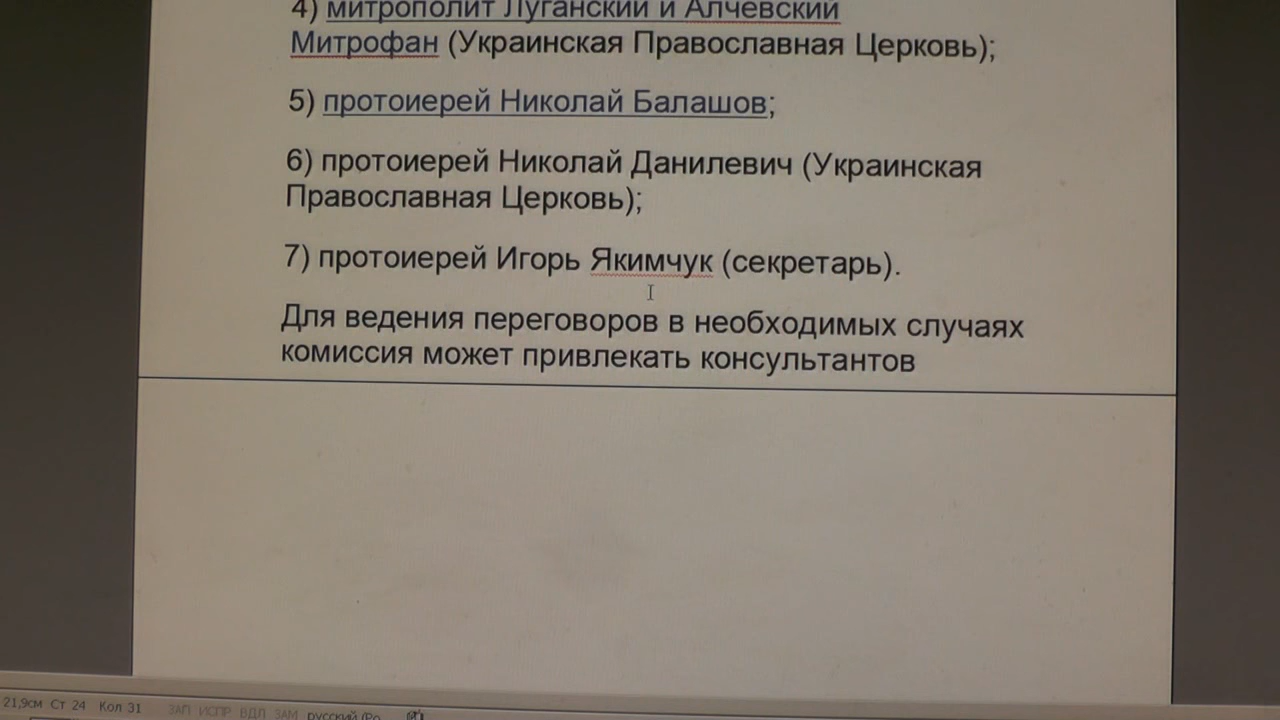 4) митрополит Луганский и Алчевский
Митрофан (Украинская Православная Церковь);
5) протоиерей Николай Балашов;
6) протоиерей Николай Данилевич (Украинская
Православная Церковь);
7) протоиерей Игорь Якимчук (секретарь).
Для ведения переговоров в необходимых случаях
комиссия может привлекать консультантов
21,9см Ст 24 Кол 31 ЗАП ИСПР ВДЛ ЗАМ русский (Ро